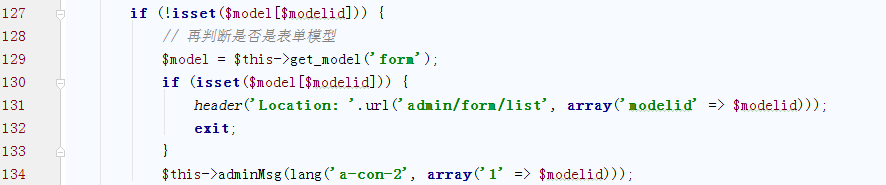 127 if (!isset($model[$modelid])) {
128 // 再判断是否是表单模型
129 $model = $this->get_model('form');
130 if (isset($model[$modelid])) {
131 header('Location: '.url('admin/form/list', array('modelid' => $modelid)));
132 exit;
133 }
134 $this->adminMsg(lang('a-con-2', array('1' => $modelid)));